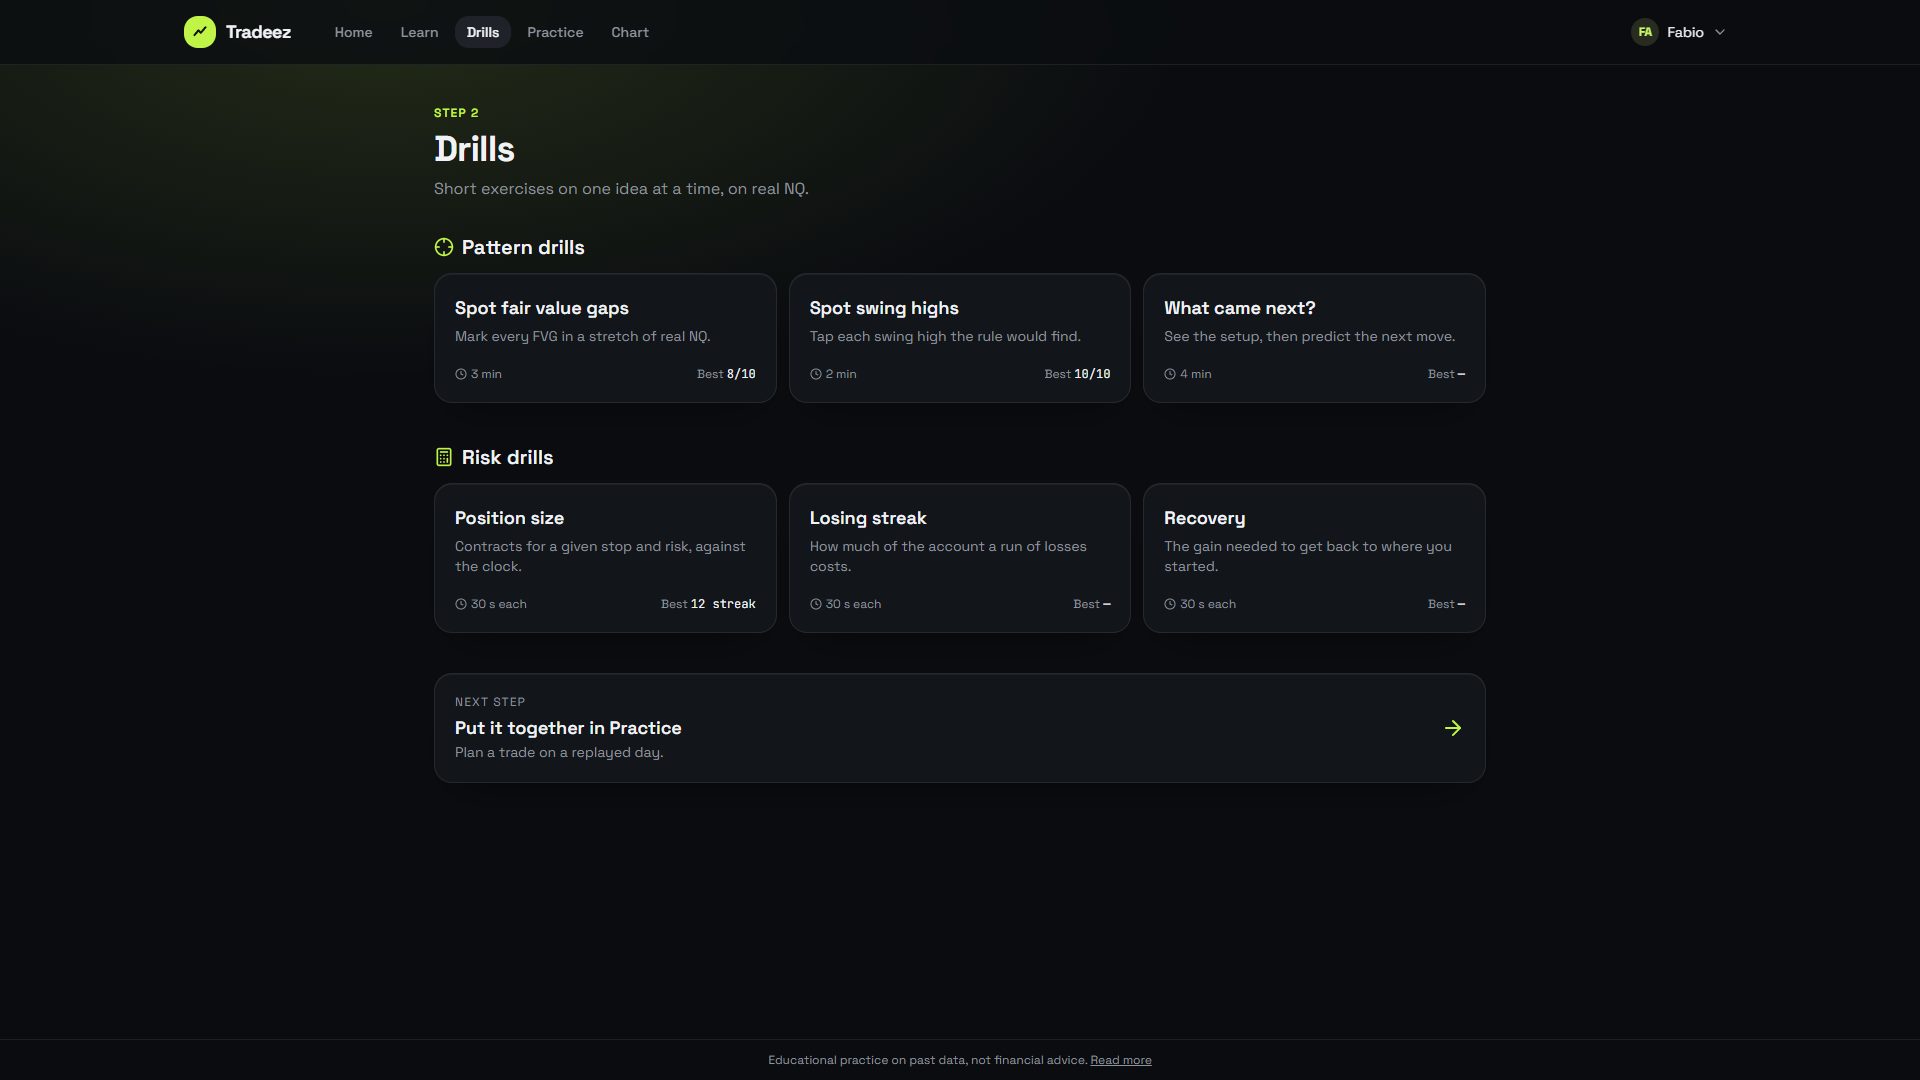 Tradeez
Home
Learn
Drills
Practice
Chart
FA
Fabio
STEP 2
Drills
Short exercises on one idea at a time, on real NQ.
Pattern drills
Spot fair value gaps
Mark every FVG in a stretch of real NQ.
3 min
Best 8/10
Spot swing highs
Tap each swing high the rule would find.
2 min
Best 10/10
What came next?
See the setup, then predict the next move.
4 min
Best –
Risk drills
Position size
Contracts for a given stop and risk, against
the clock.
30 s each
Best 12 streak
Losing streak
How much of the account a run of losses
costs.
30 s each
Best –
Recovery
The gain needed to get back to where you
started.
30 s each
Best –
NEXT STEP
Put it together in Practice
Plan a trade on a replayed day.
Educational practice on past data, not financial advice. Read more